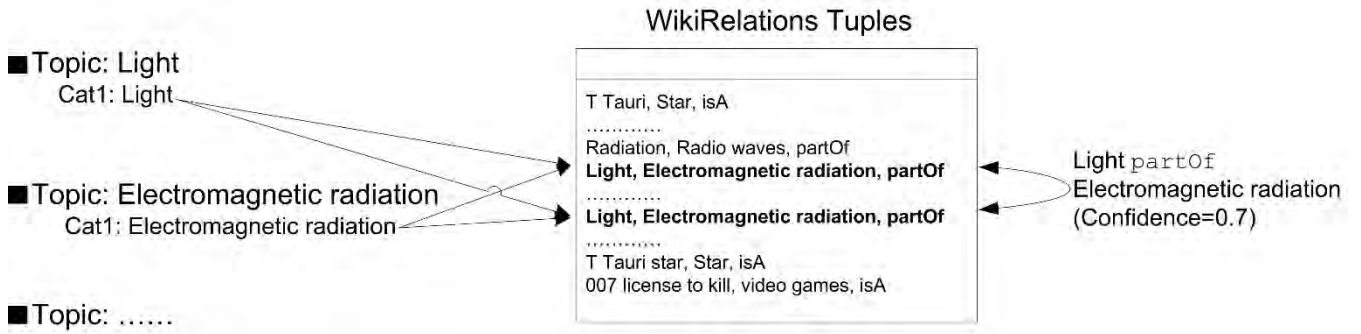 WikiRelations Tuples
■ Topic: Light
Cat1: Light
■ Topic: Electromagnetic radiation
Cat1: Electromagnetic radiation
■ Topic: ......
T Tauri, Star, isA
............
Radiation, Radio waves, partOf
Light, Electromagnetic radiation, partOf
............
Light, Electromagnetic radiation, partOf
............
T Tauri star, Star, isA
007 license to kill, video games, isA
Light partOf
Electromagnetic radiation
(Confidence=0.7)